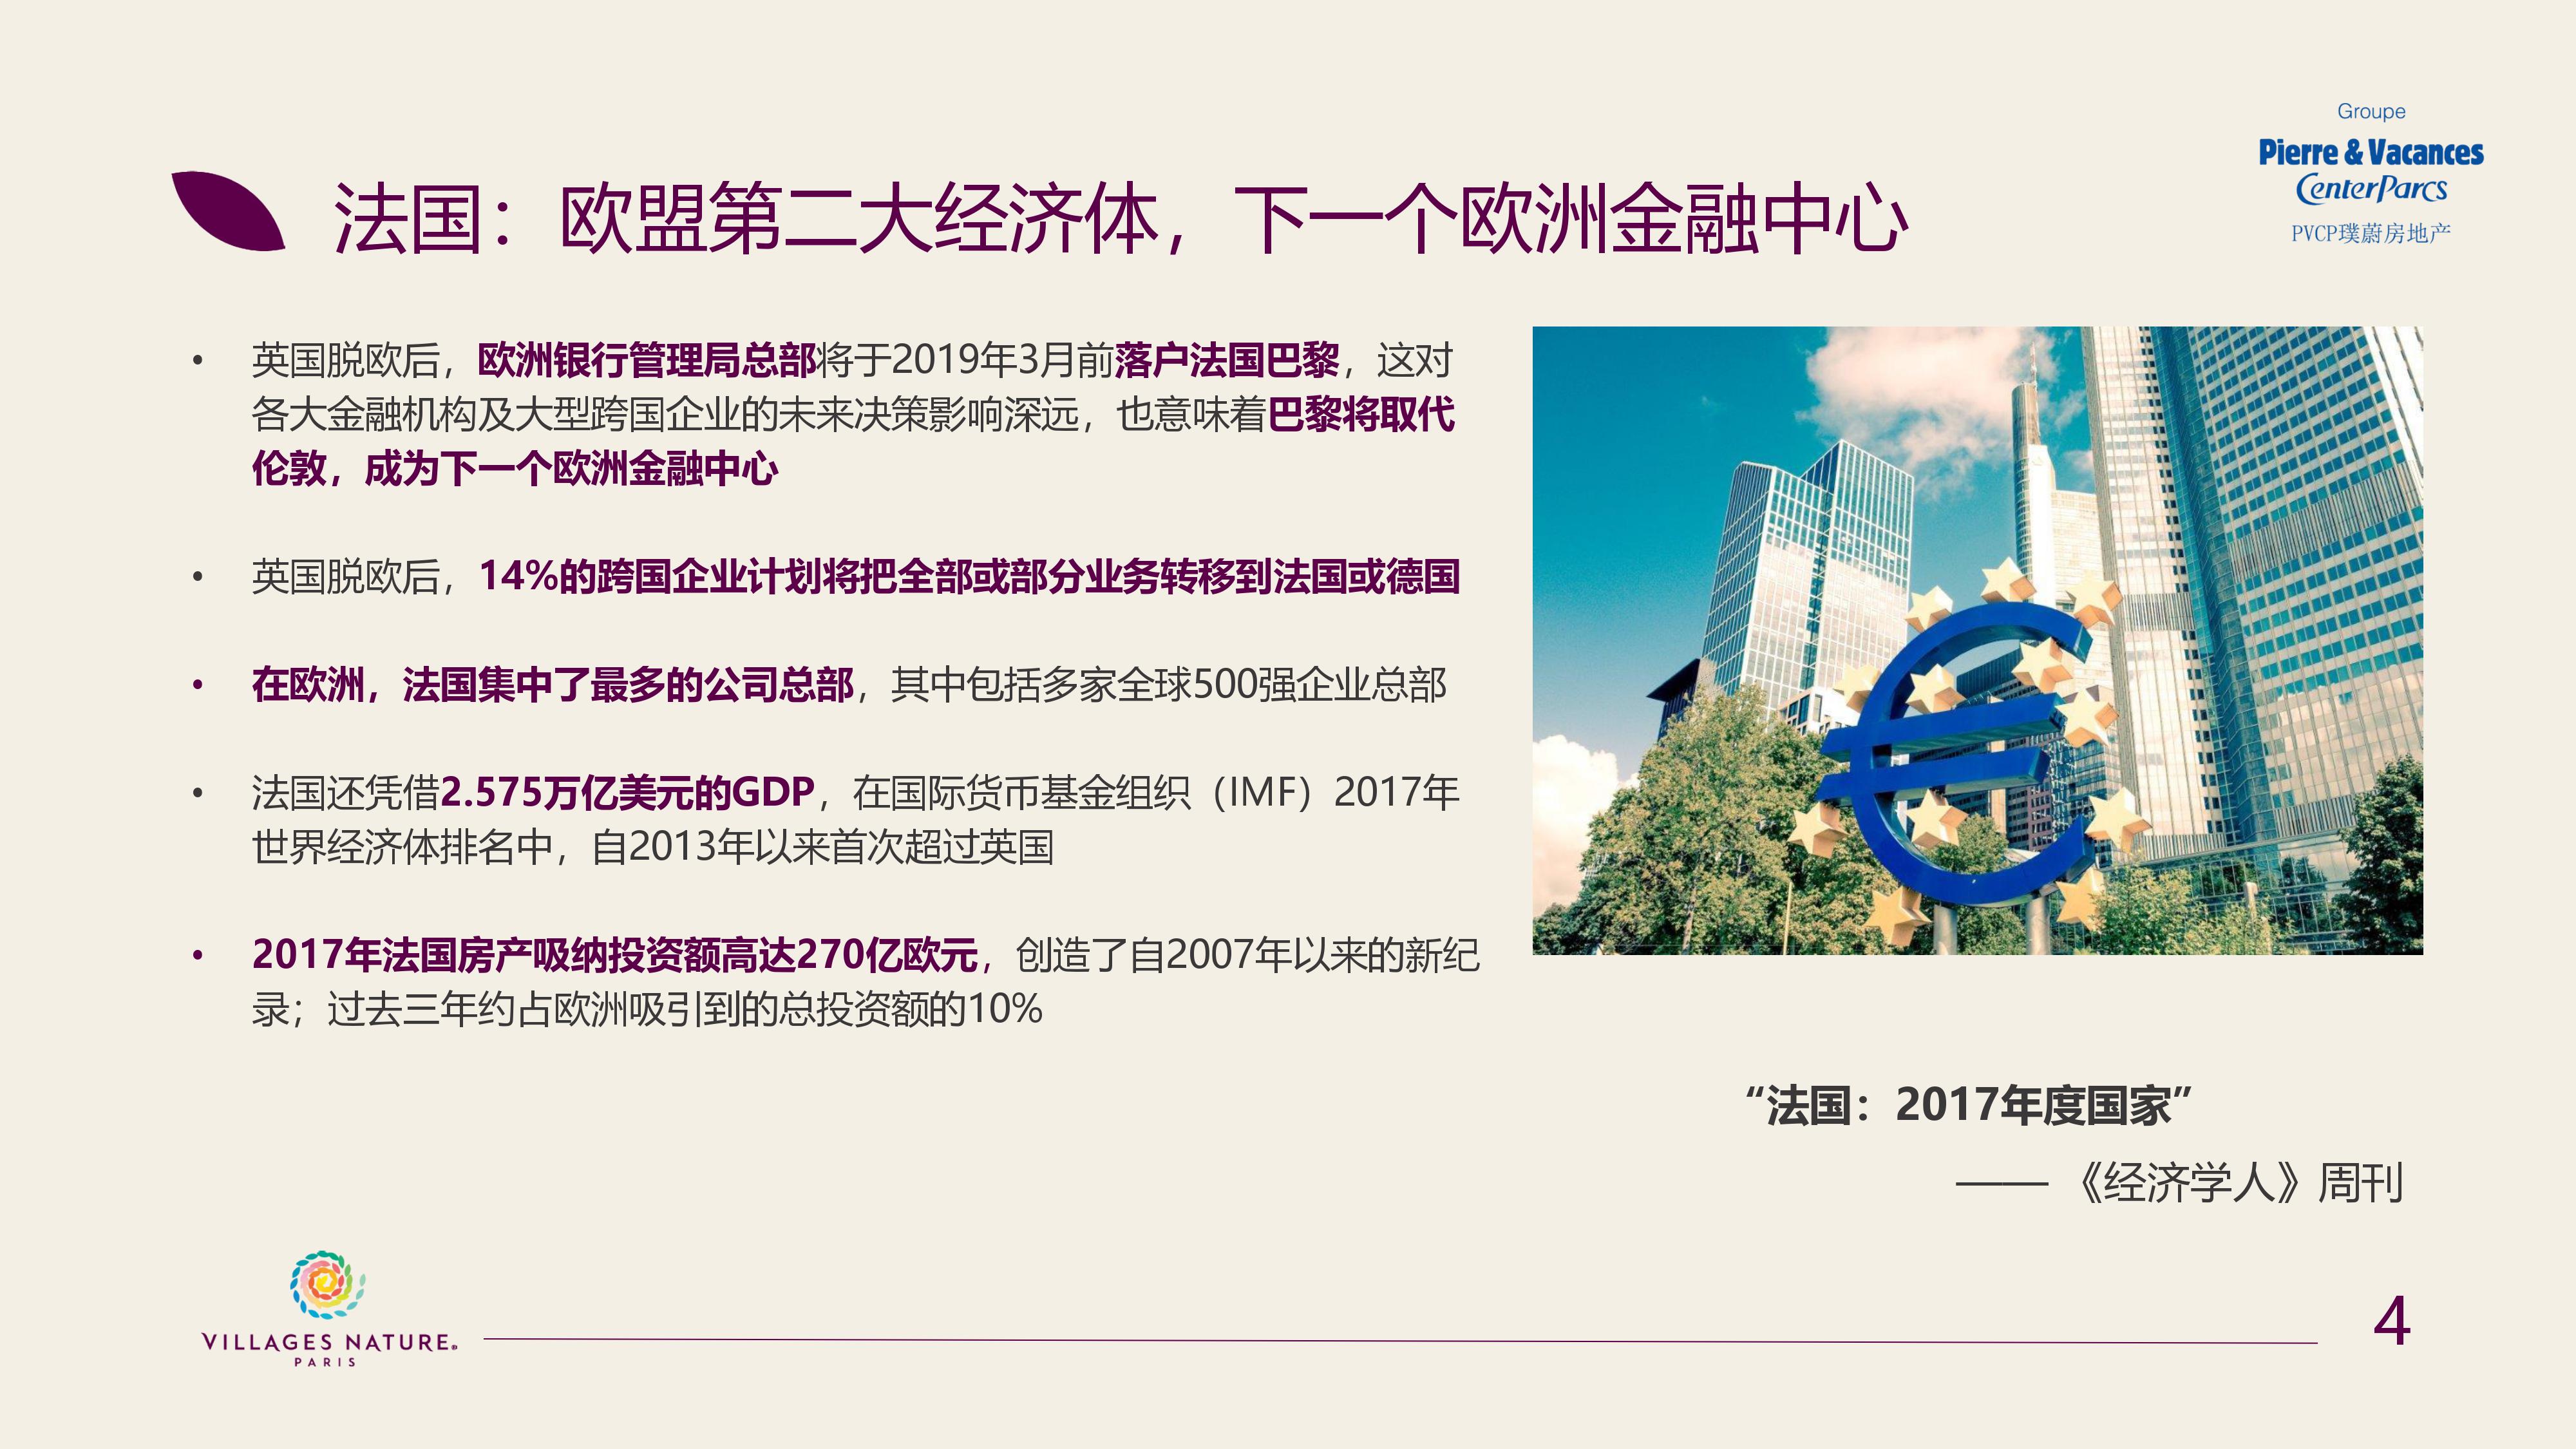 Groupe
Pierre & Vacances
CenterParcs
PVCP璞蔚房地产
法国：欧盟第二大经济体，下一个欧洲金融中心
• 英国脱欧后，欧洲银行管理局总部将于2019年3月前落户法国巴黎，这对
各大金融机构及大型跨国企业的未来决策影响深远，也意味着巴黎将取代
伦敦，成为下一个欧洲金融中心
• 英国脱欧后，14%的跨国企业计划将把全部或部分业务转移到法国或德国
• 在欧洲，法国集中了最多的公司总部，其中包括多家全球500强企业总部
• 法国还凭借2.575万亿美元的GDP，在国际货币基金组织（IMF）2017年
世界经济体排名中，自2013年以来首次超过英国
• 2017年法国房产吸纳投资额高达270亿欧元，创造了自2007年以来的新纪
录；过去三年约占欧洲吸引到的总投资额的10%
“法国：2017年度国家”
—— 《经济学人》周刊
VILLAGES NATURE®
PARIS
4